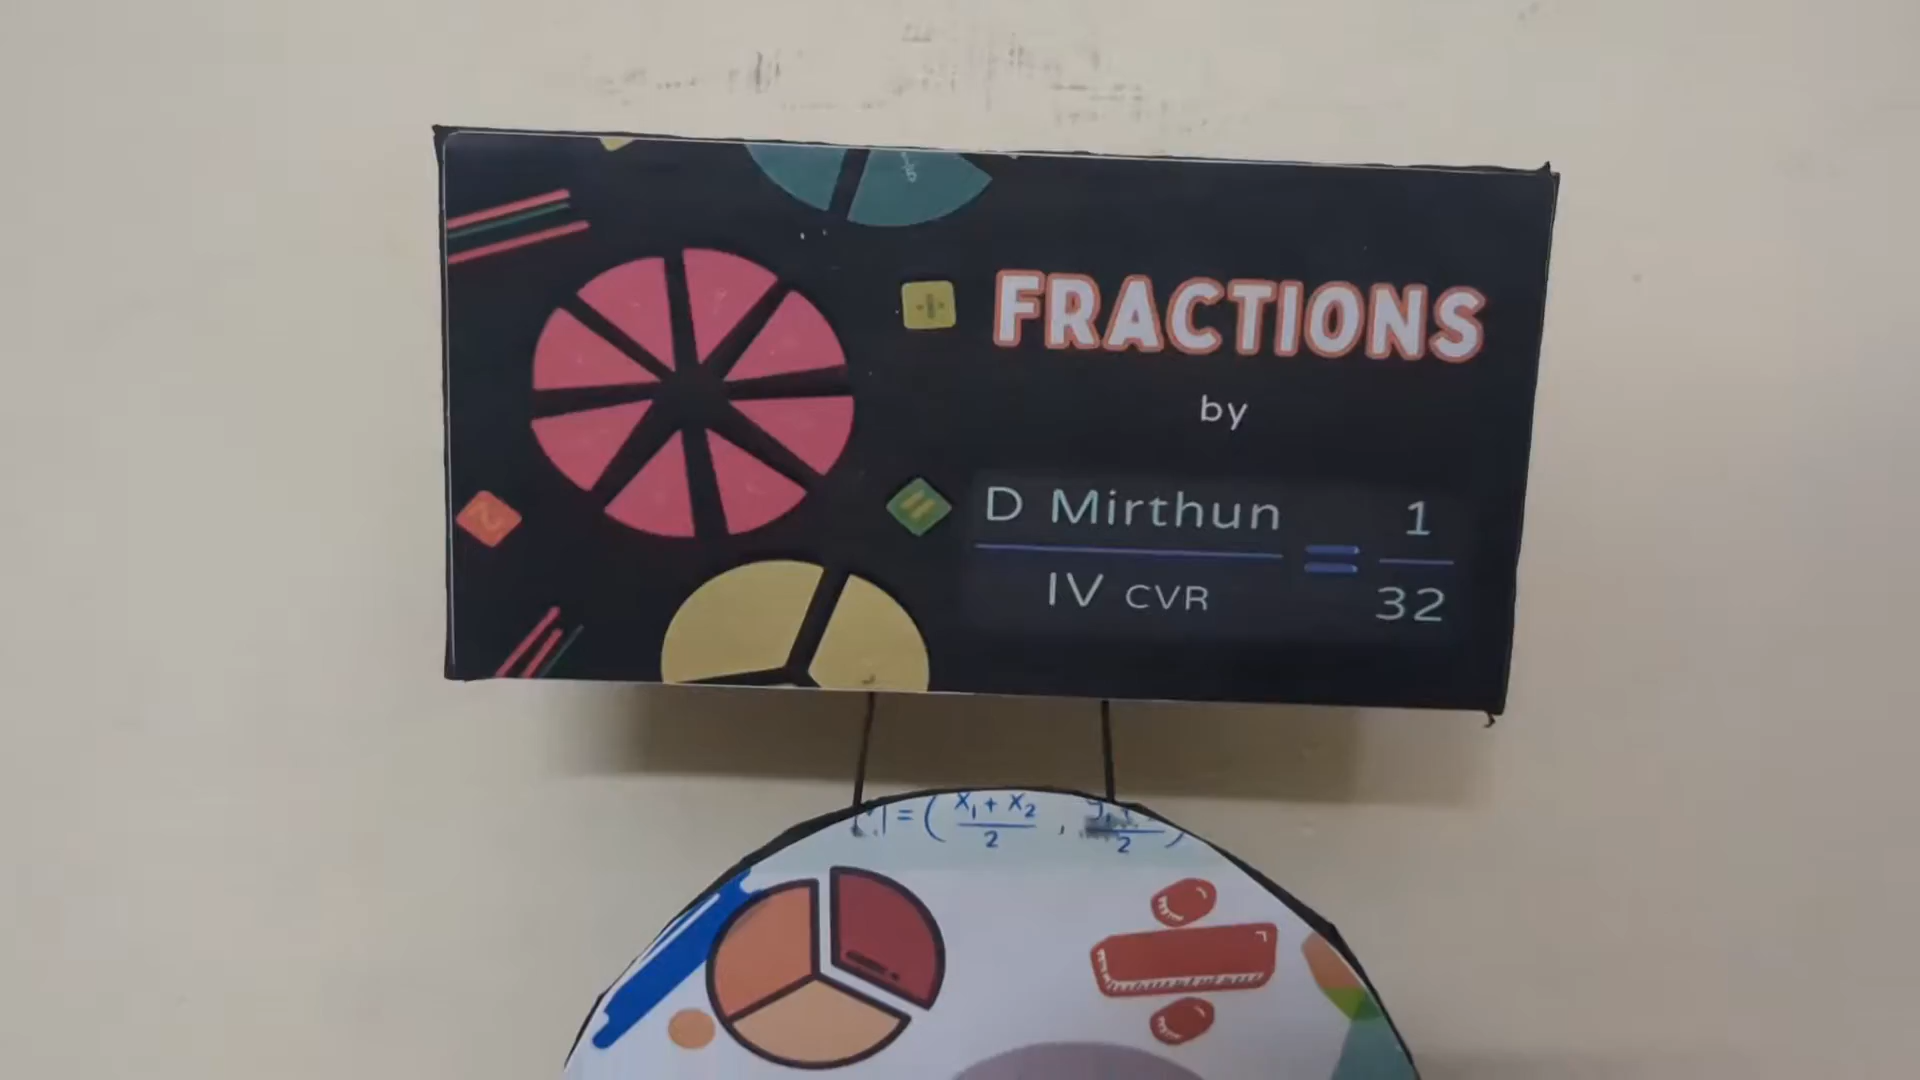 FRACTIONS
by
D Mirthun
IV CVR
=
1
32
= ( X₁ + X₂
2
,
2
)